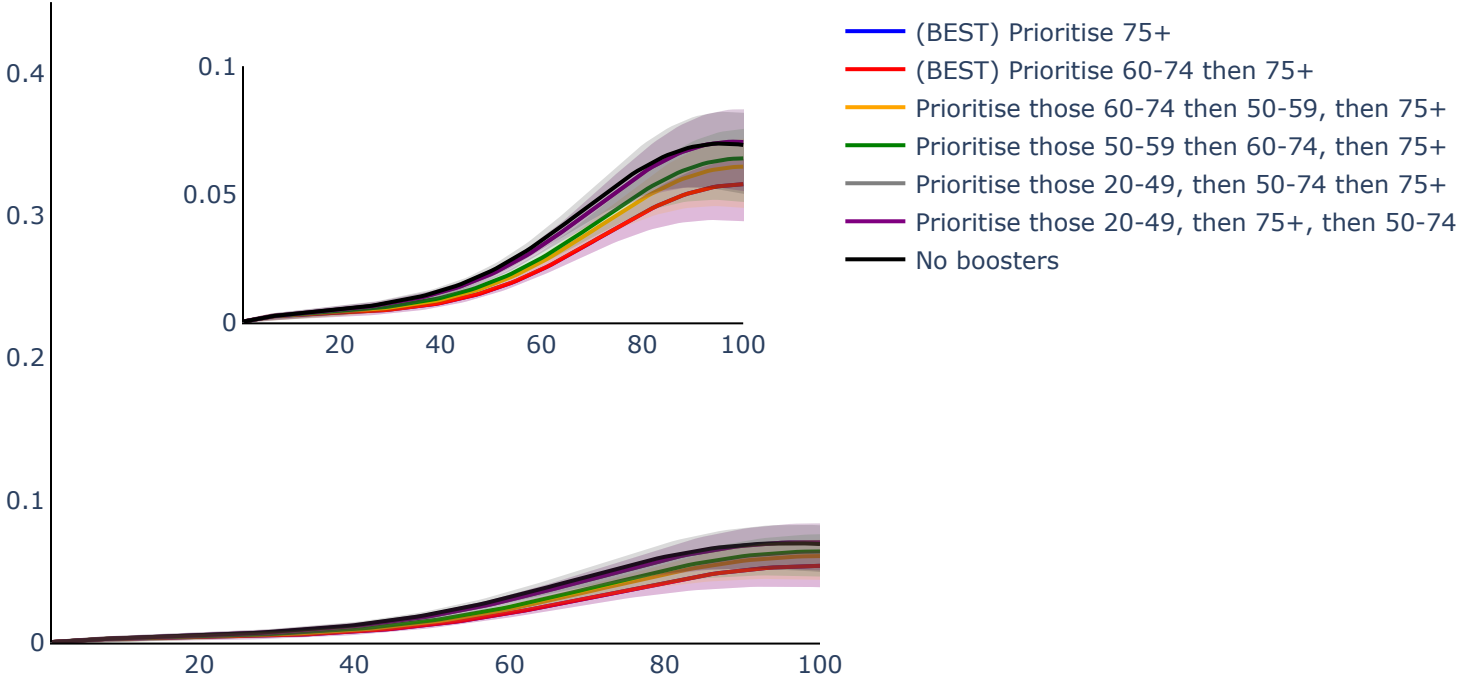 0.4
0.3
0.2
0.1
0
20 40 60 80 100
0.1
0.05
0
20 40 60 80 100
(BEST) Prioritise 75+
(BEST) Prioritise 60-74 then 75+
Prioritise those 60-74 then 50-59, then 75+
Prioritise those 50-59 then 60-74, then 75+
Prioritise those 20-49, then 50-74 then 75+
Prioritise those 20-49, then 75+, then 50-74
No boosters